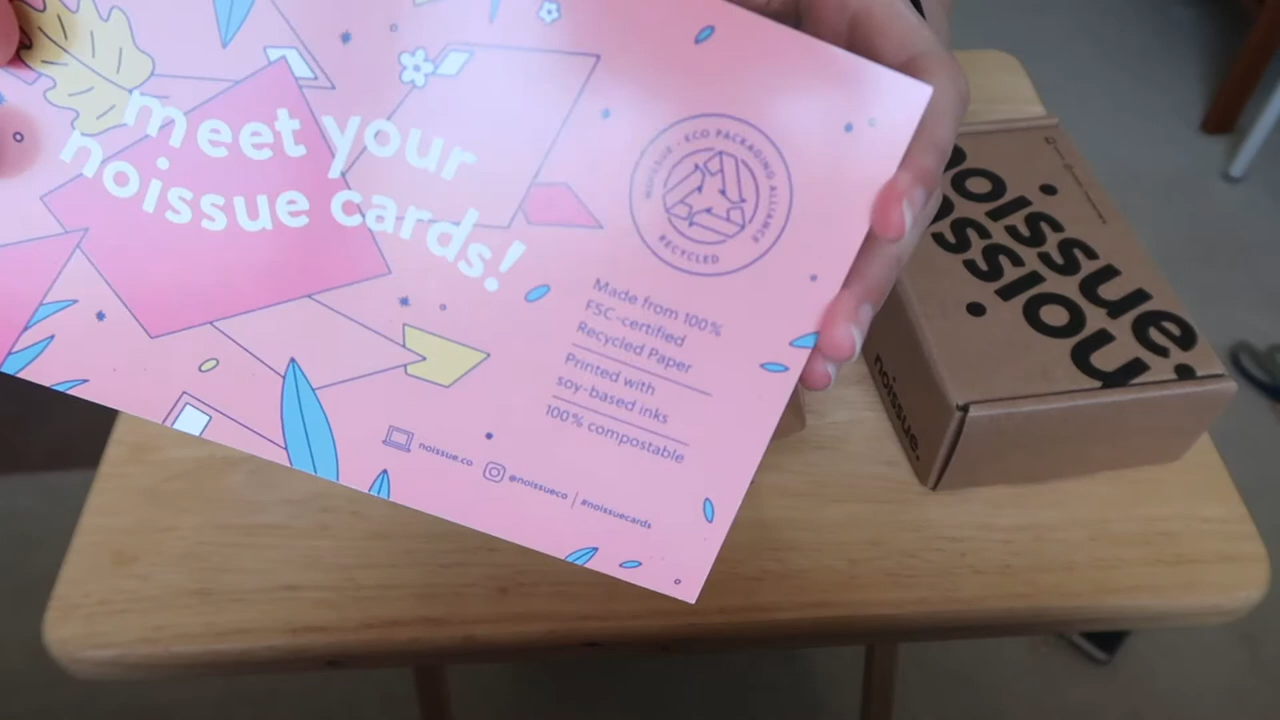 meet your
noissue cards!
NOISSUE · ECO PACKAGING ALLIANCE
RECYCLED
Made from 100%
FSC-certified
Recycled Paper
Printed with
soy-based inks
100% compostable
noissue.co
@noissueco | #noissuecards
noissue.
noissue.